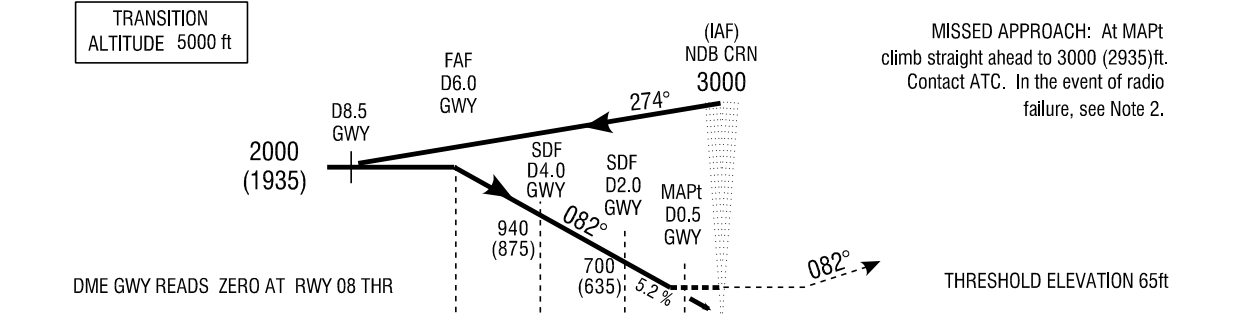 TRANSITION
ALTITUDE 5000 ft
FAF
D6.0
GWY
D8.5
GWY
2000
(1935)
(IAF)
NDB CRN
3000
274°
MISSED APPROACH: At MAPt
climb straight ahead to 3000 (2935)ft.
Contact ATC. In the event of radio
failure, see Note 2.
SDF
D4.0
GWY
SDF
D2.0
GWY
MAPt
D0.5
GWY
082°
940
(875)
700
(635)
5.2 %
082°
DME GWY READS ZERO AT RWY 08 THR
THRESHOLD ELEVATION 65ft